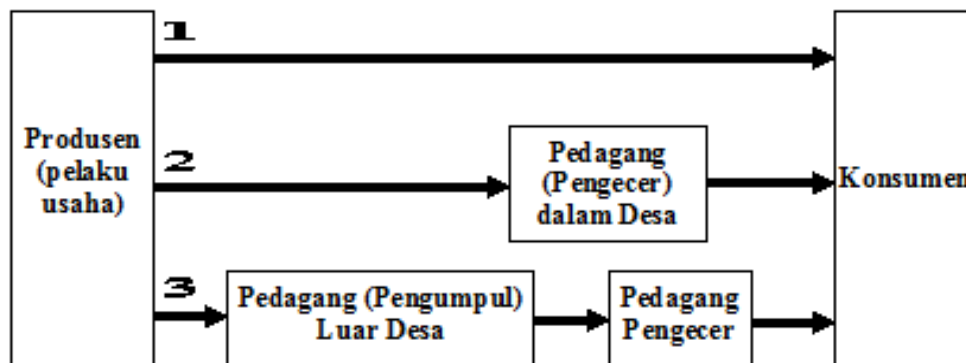 1
Produsen
(pelaku
usaha)
2
Pedagang
(Pengecer)
dalam Desa
Konsumen
3
Pedagang (Pengumpul)
Luar Desa
Pedagang
Pengecer